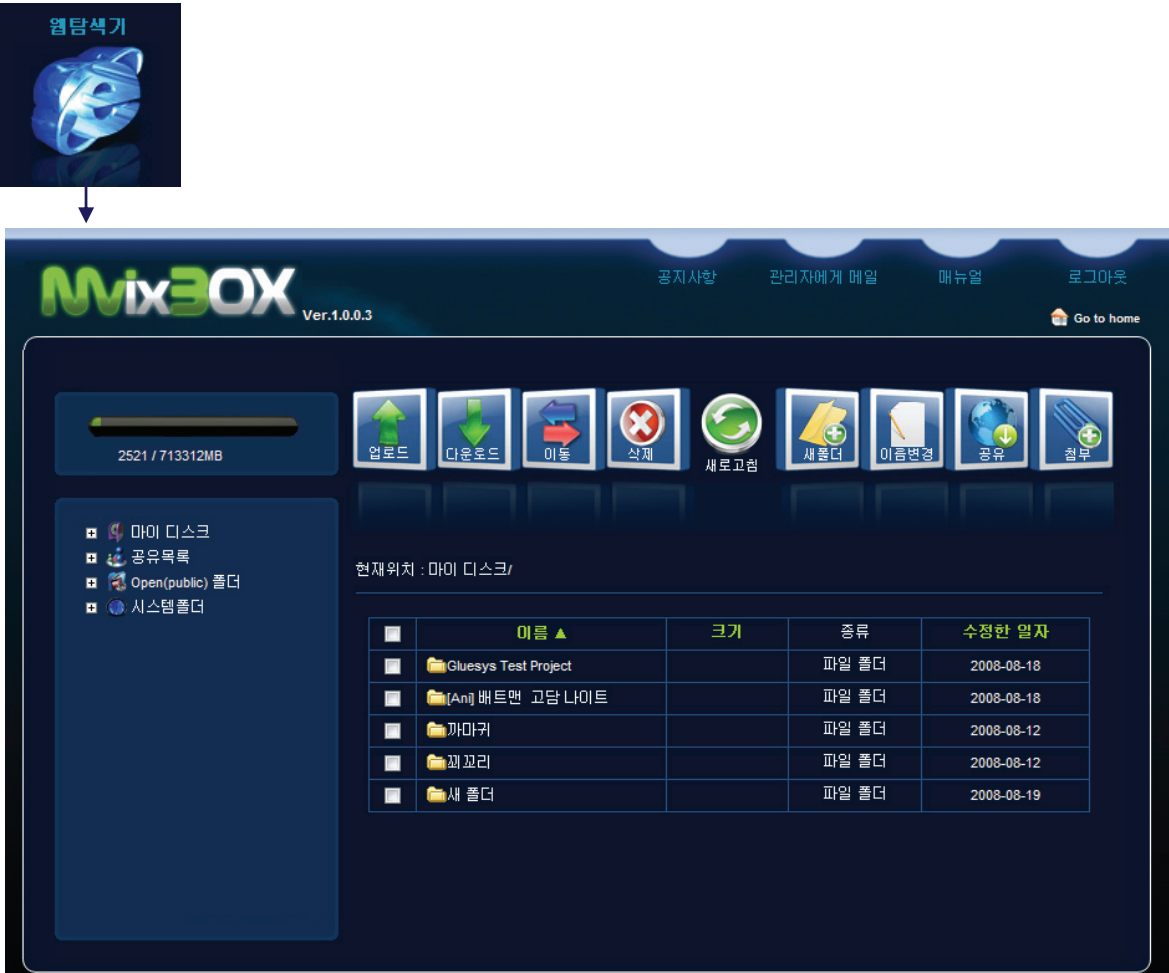 웹탐색기
MvixBOX Ver.1.0.0.3
공지사항 관리자에게 메일 매뉴얼 로그아웃
Go to home
2521 / 713312MB
업로드 다운로드 이동 삭제 새로고침 새폴더 이름변경 공유 첨부
마이 디스크
공유목록
Open(public) 폴더
시스템폴더
현재위치 : 마이 디스크/
이름 ▲ 크기 종류 수정한 일자
Gluesys Test Project 파일 폴더 2008-08-18
[Ani] 배트맨 고담 나이트 파일 폴더 2008-08-18
까마귀 파일 폴더 2008-08-12
꾀꼬리 파일 폴더 2008-08-12
새 폴더 파일 폴더 2008-08-19